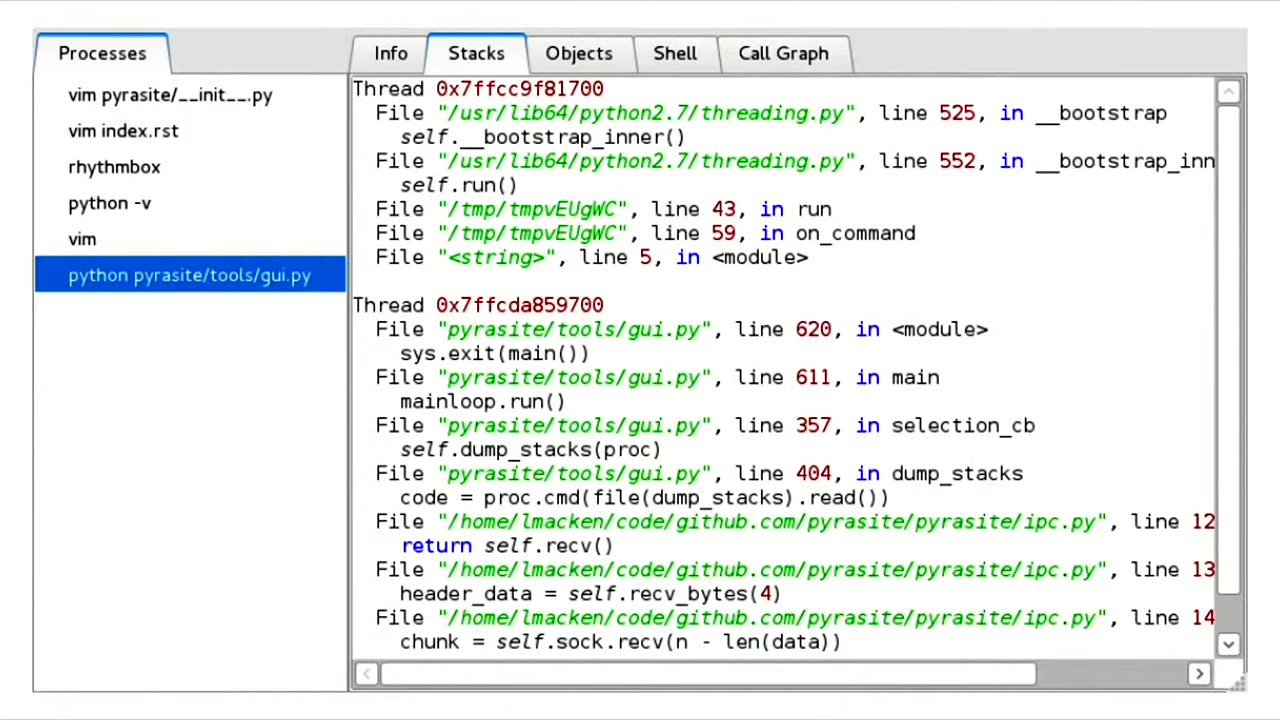 Processes
Info Stacks Objects Shell Call Graph
vim pyrasite/__init__.py
vim index.rst
rhythmbox
python -v
vim
python pyrasite/tools/gui.py
Thread 0x7ffcc9f81700
File "/usr/lib64/python2.7/threading.py", line 525, in __bootstrap
self.__bootstrap_inner()
File "/usr/lib64/python2.7/threading.py", line 552, in __bootstrap_inn
self.run()
File "/tmp/tmpvEUgWC", line 43, in run
File "/tmp/tmpvEUgWC", line 59, in on_command
File "<string>", line 5, in <module>
Thread 0x7ffcda859700
File "pyrasite/tools/gui.py", line 620, in <module>
sys.exit(main())
File "pyrasite/tools/gui.py", line 611, in main
mainloop.run()
File "pyrasite/tools/gui.py", line 357, in selection_cb
self.dump_stacks(proc)
File "pyrasite/tools/gui.py", line 404, in dump_stacks
code = proc.cmd(file(dump_stacks).read())
File "/home/lmacken/code/github.com/pyrasite/pyrasite/ipc.py", line 12
return self.recv()
File "/home/lmacken/code/github.com/pyrasite/pyrasite/ipc.py", line 13
header_data = self.recv_bytes(4)
File "/home/lmacken/code/github.com/pyrasite/pyrasite/ipc.py", line 14
chunk = self.sock.recv(n - len(data))